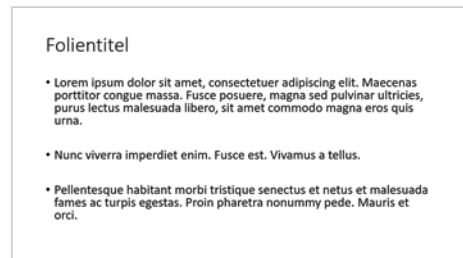 Folientitel
• Lorem ipsum dolor sit amet, consectetuer adipiscing elit. Maecenas
porttitor congue massa. Fusce posuere, magna sed pulvinar ultricies,
purus lectus malesuada libero, sit amet commodo magna eros quis
urna.
• Nunc viverra imperdiet enim. Fusce est. Vivamus a tellus.
• Pellentesque habitant morbi tristique senectus et netus et malesuada
fames ac turpis egestas. Proin pharetra nonummy pede. Mauris et
orci.